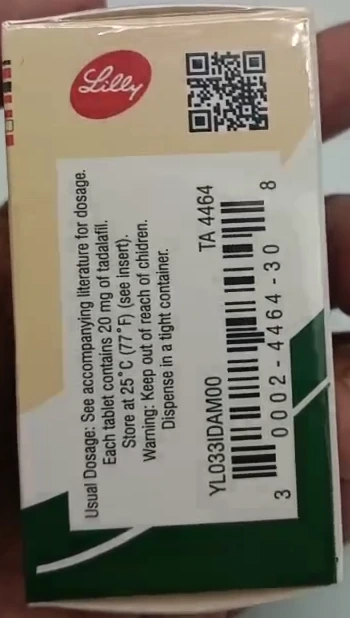 Lilly
Usual Dosage: See accompanying literature for dosage.
Each tablet contains 20 mg of tadalafil.
Store at 25°C (77°F) (see insert).
Warning: Keep out of reach of children.
Dispense in a tight container.
YL033IDAM00
TA 4464
3 0002-4464-30 8